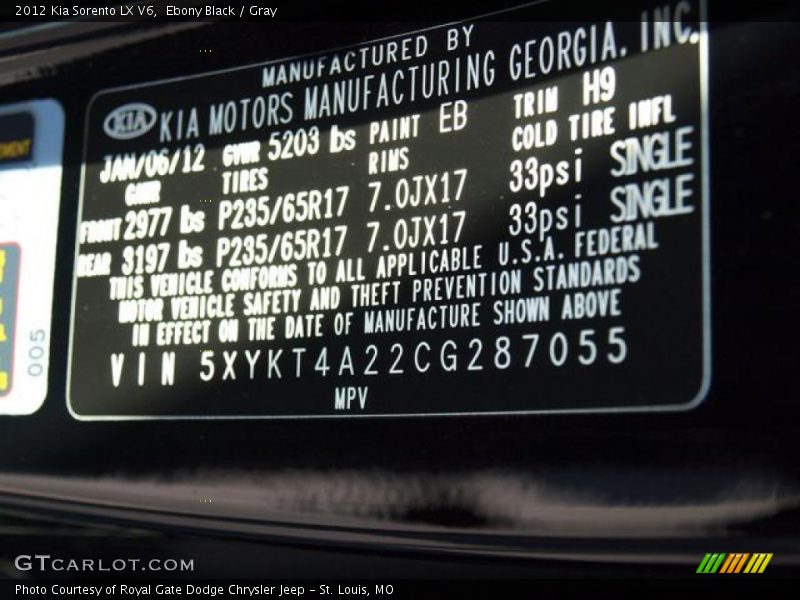 2012 Kia Sorento LX V6, Ebony Black / Gray
MANUFACTURED BY
KIA KIA MOTORS MANUFACTURING GEORGIA, INC.
JAN/06/12 GVWR 5203 lbs PAINT EB TRIM H9
GAWR TIRES RIMS COLD TIRE INFL
FRONT 2977 lbs P235/65R17 7.0JX17 33psi SINGLE
REAR 3197 lbs P235/65R17 7.0JX17 33psi SINGLE
THIS VEHICLE CONFORMS TO ALL APPLICABLE U.S.A. FEDERAL
MOTOR VEHICLE SAFETY AND THEFT PREVENTION STANDARDS
IN EFFECT ON THE DATE OF MANUFACTURE SHOWN ABOVE
VIN 5XYKT4A22CG287055
MPV
005
GTCARLOT.COM
Photo Courtesy of Royal Gate Dodge Chrysler Jeep - St. Louis, MO